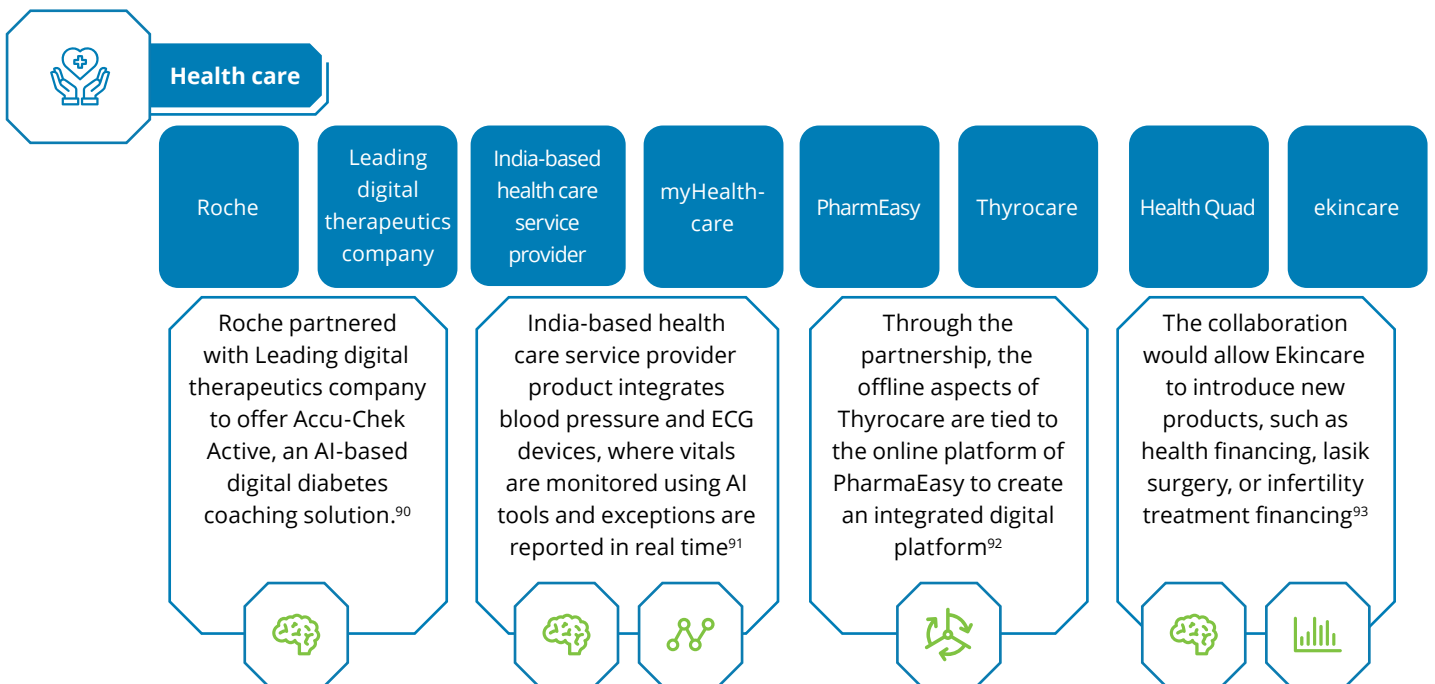 Health care
Roche
Leading
digital
therapeutics
company
India-based
health care
service
provider
myHealth-
care
PharmEasy
Thyrocare
Health Quad
ekincare
Roche partnered
with Leading digital
therapeutics company
to offer Accu-Chek
Active, an AI-based
digital diabetes
coaching solution.⁹⁰
India-based health
care service provider
product integrates
blood pressure and ECG
devices, where vitals
are monitored using AI
tools and exceptions are
reported in real time⁹¹
Through the
partnership, the
offline aspects of
Thyrocare are tied to
the online platform of
PharmaEasy to create
an integrated digital
platform⁹²
The collaboration
would allow Ekincare
to introduce new
products, such as
health financing, lasik
surgery, or infertility
treatment financing⁹³